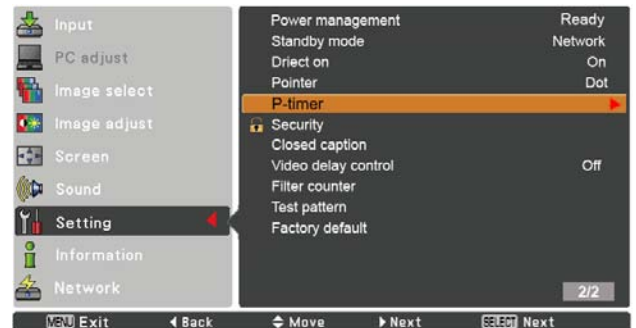 Input
PC adjust
Image select
Image adjust
Screen
Sound
Setting
Information
Network
Power management Ready
Standby mode Network
Driect on On
Pointer Dot
P-timer
Security
Closed caption
Video delay control Off
Filter counter
Test pattern
Factory default
2/2
MENU Exit Back Move Next SELECT Next